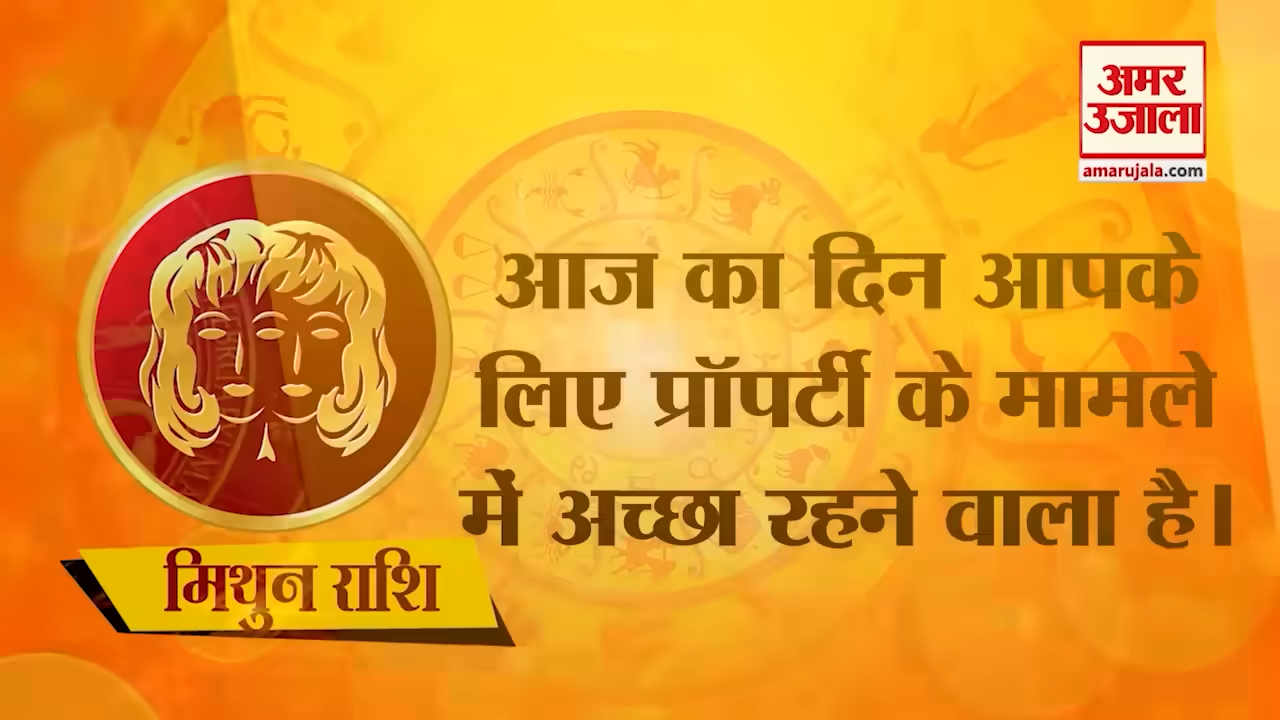 अमर
उजाला
amarujala.com
आज का दिन आपके
लिए प्रॉपर्टी के मामले
में अच्छा रहने वाला है।
मिथुन राशि